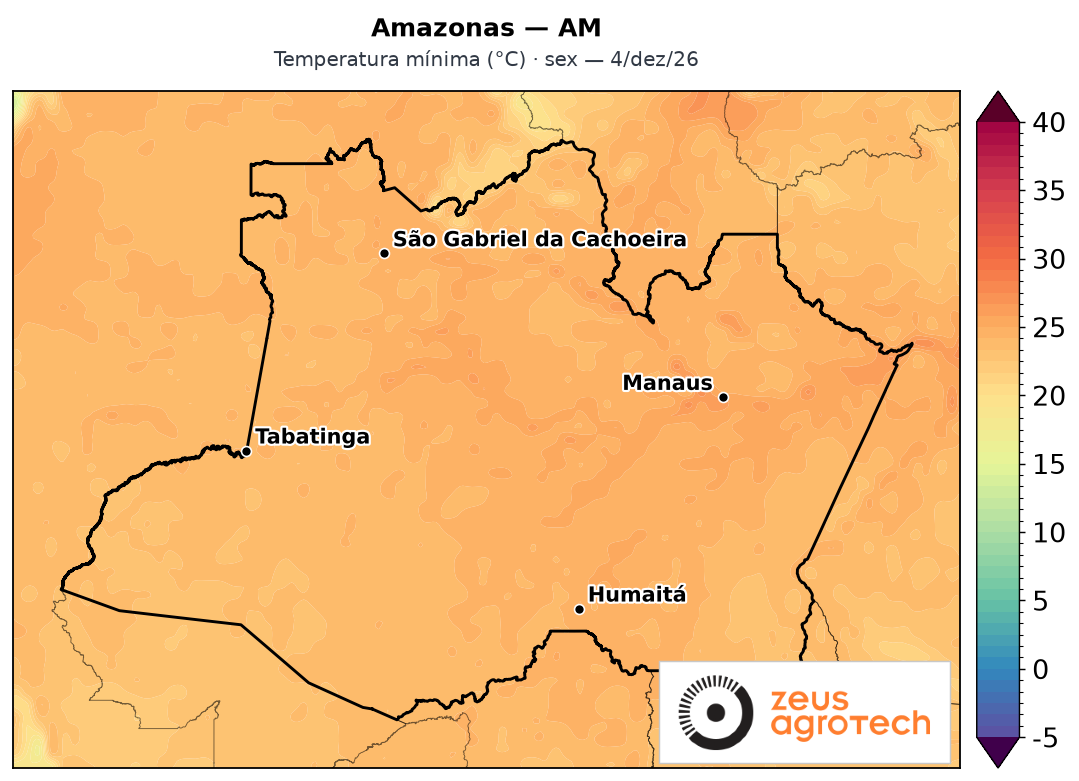 Amazonas — AM
Temperatura mínima (°C) · sex — 4/dez/26
São Gabriel da Cachoeira
Manaus
Tabatinga
Humaitá
40
35
30
25
20
15
10
5
0
-5
zeus
agrotech